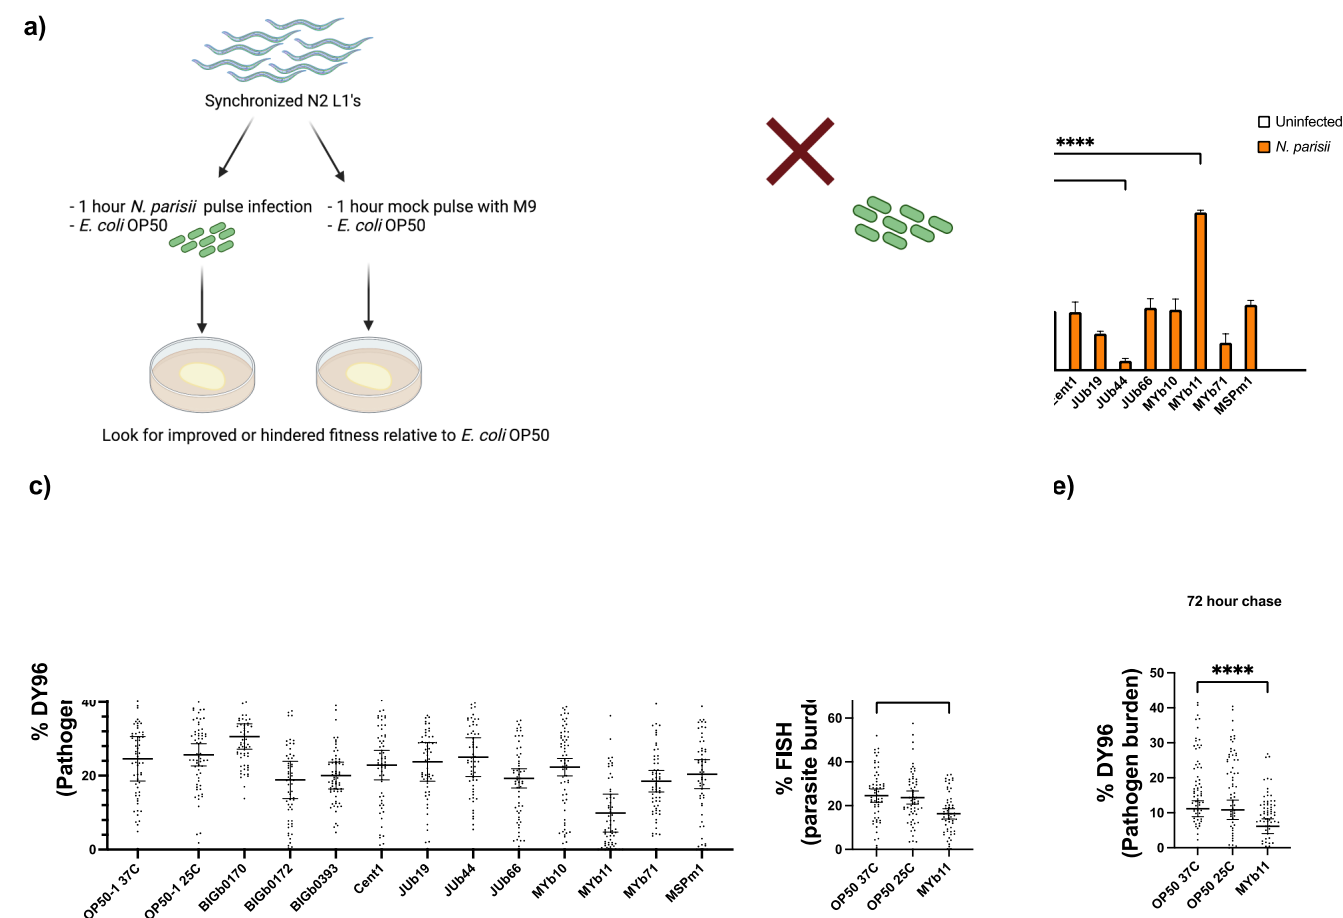 a)
Synchronized N2 L1's
- 1 hour N. parisii pulse infection
- E. coli OP50
- 1 hour mock pulse with M9
- E. coli OP50
Look for improved or hindered fitness relative to E. coli OP50
Uninfected
N. parisii
****
JUb19
JUb44
JUb66
MYb10
MYb11
MYb71
MSPm1
c)
% DY96
40
20
0
OP50-1 37C
OP50-1 25C
BIGb0170
BIGb0172
BIGb0393
Cent1
JUb19
JUb44
JUb66
MYb10
MYb11
MYb71
MSPm1
% FISH
(parasite
60
40
20
0
OP50 37C
OP50 25C
MYb11
e)
72 hour chase
****
% DY96
(Pathogen burden)
50
40
30
20
10
0
OP50 37C
OP50 25C
MYb11